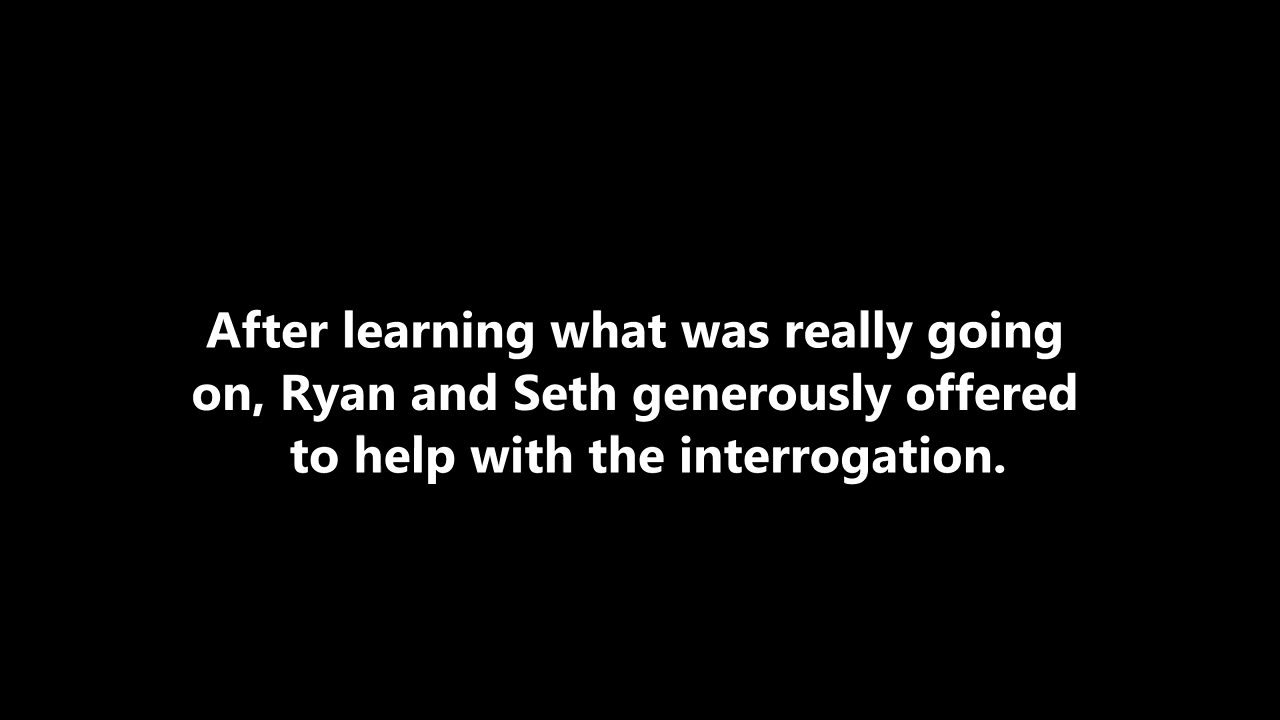 After learning what was really going
on, Ryan and Seth generously offered
to help with the interrogation.